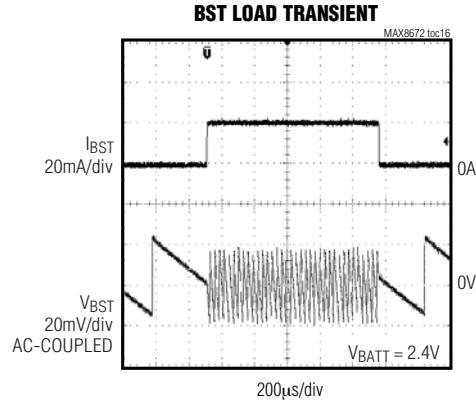 BST LOAD TRANSIENT
MAX8672 toc16
IBST
20mA/div
0A
0V
VBST
20mV/div
AC-COUPLED
VBATT = 2.4V
200µs/div